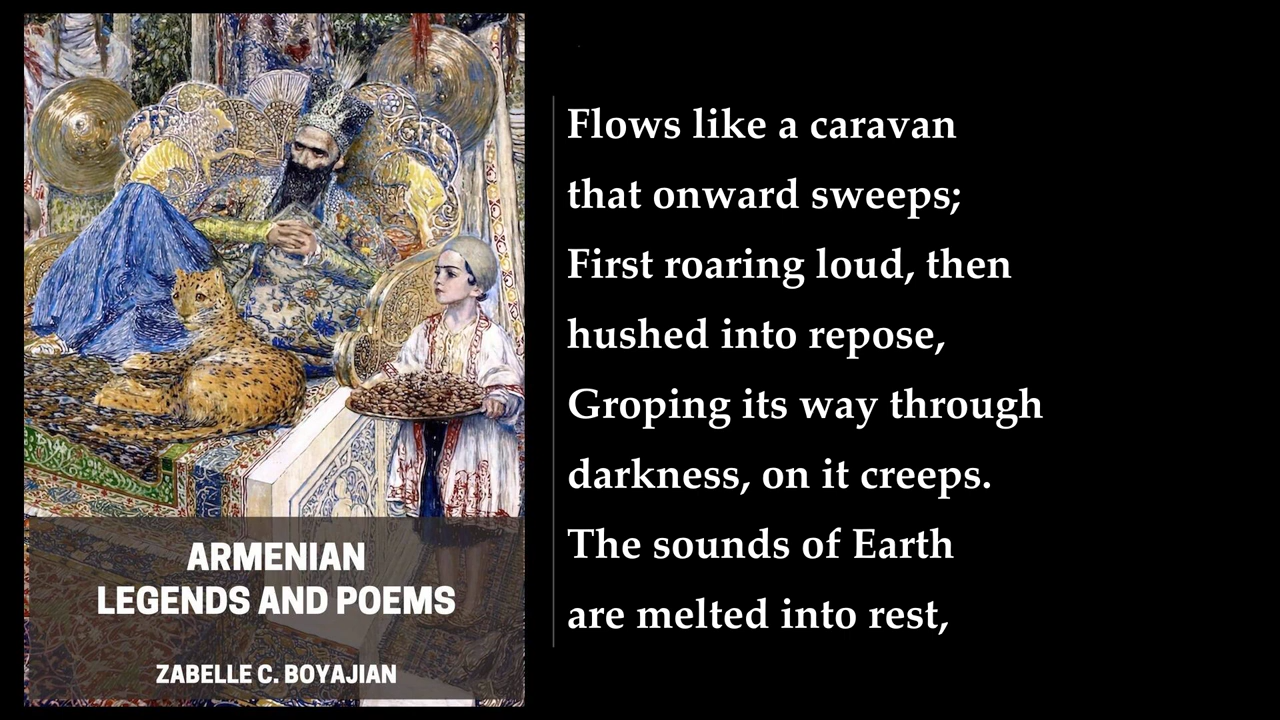 ARMENIAN
LEGENDS AND POEMS
ZABELLE C. BOYAJIAN
Flows like a caravan
that onward sweeps;
First roaring loud, then
hushed into repose,
Groping its way through
darkness, on it creeps.
The sounds of Earth
are melted into rest,